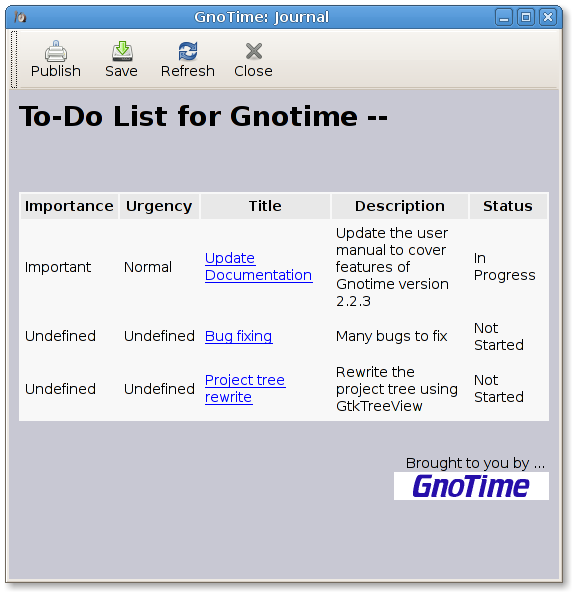 GnoTime: Journal
Publish Save Refresh Close
To-Do List for Gnotime --
Importance Urgency Title Description Status
Important Normal Update Documentation Update the user manual to cover features of Gnotime version 2.2.3 In Progress
Undefined Undefined Bug fixing Many bugs to fix Not Started
Undefined Undefined Project tree rewrite Rewrite the project tree using GtkTreeView Not Started
Brought to you by ...
GnoTime